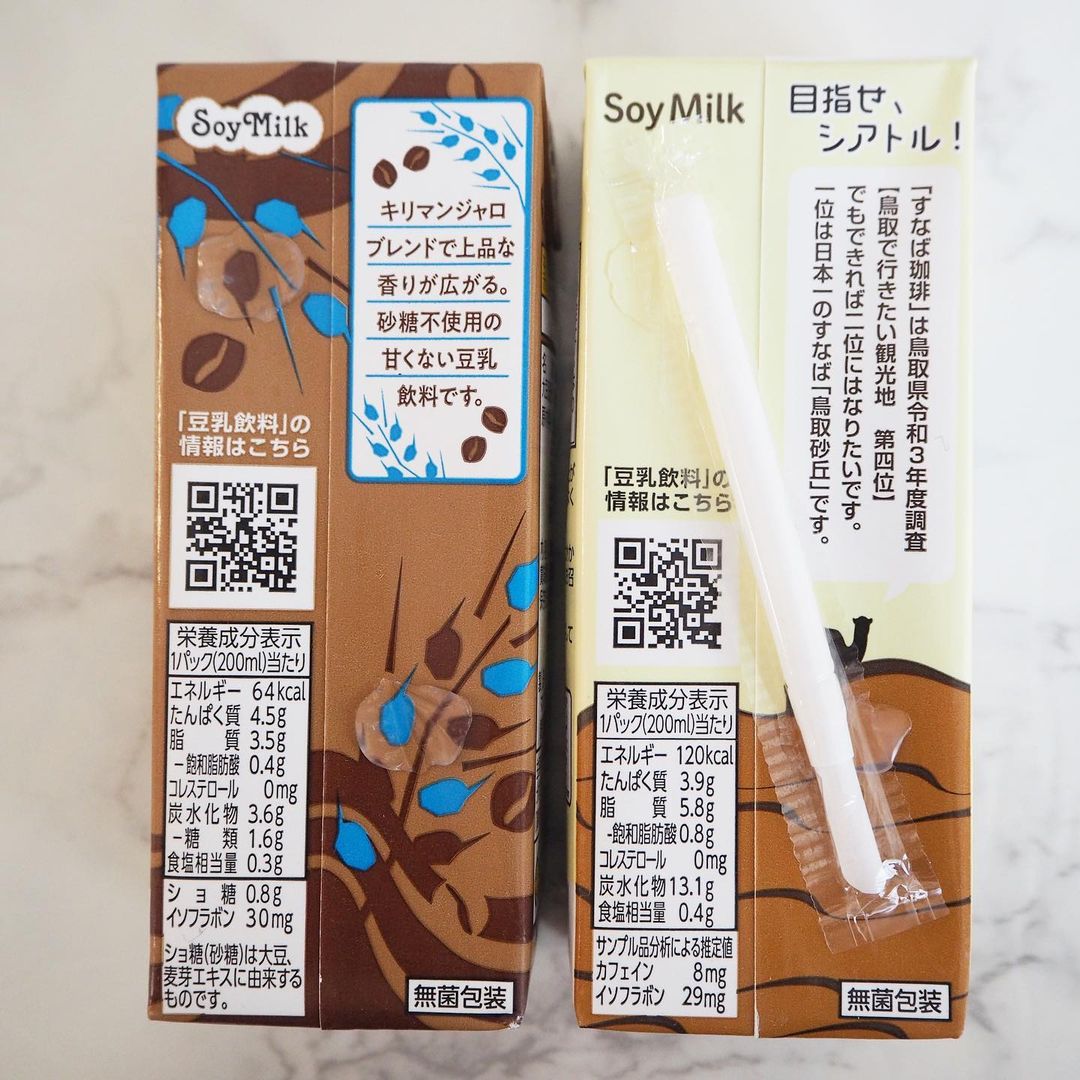 Soy Milk
キリマンジャロ
ブレンドで上品な
香りが広がる。
砂糖不使用の
甘くない豆乳
飲料です。
「豆乳飲料」の
情報はこちら
栄養成分表示
1パック(200ml)当たり
エネルギー 64kcal
たんぱく質 4.5g
脂 質 3.5g
-飽和脂肪酸 0.4g
コレステロール 0mg
炭水化物 3.6g
-糖 類 1.6g
食塩相当量 0.3g
ショ糖 0.8g
イソフラボン 30mg
ショ糖(砂糖)は大豆、
麦芽エキスに由来する
ものです。
無菌包装
Soy Milk
目指せ、
シアトル!
「すなば珈琲」は鳥取県令和3年度調査
【鳥取で行きたい観光地 第四位】
でもできれば二位にはなりたいです。
一位は日本一のすなば「鳥取砂丘」です。
「豆乳飲料」の
情報はこちら
栄養成分表示
1パック(200ml)当たり
エネルギー 120kcal
たんぱく質 3.9g
脂 質 5.8g
-飽和脂肪酸 0.8g
コレステロール 0mg
炭水化物 13.1g
食塩相当量 0.4g
サンプル品分析による推定値
カフェイン 8mg
イソフラボン 29mg
無菌包装